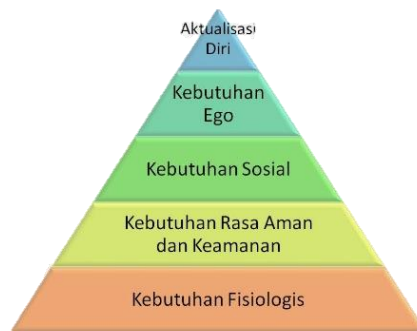 Aktualisasi
Diri
Kebutuhan
Ego
Kebutuhan Sosial
Kebutuhan Rasa Aman
dan Keamanan
Kebutuhan Fisiologis